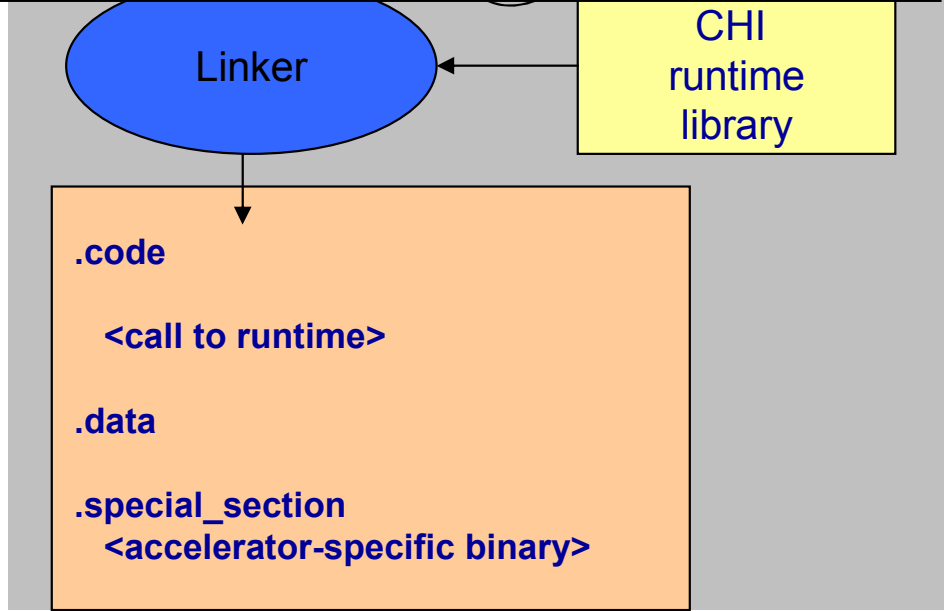 Linker
CHI
runtime
library
.code
<call to runtime>
.data
.special_section
<accelerator-specific binary>